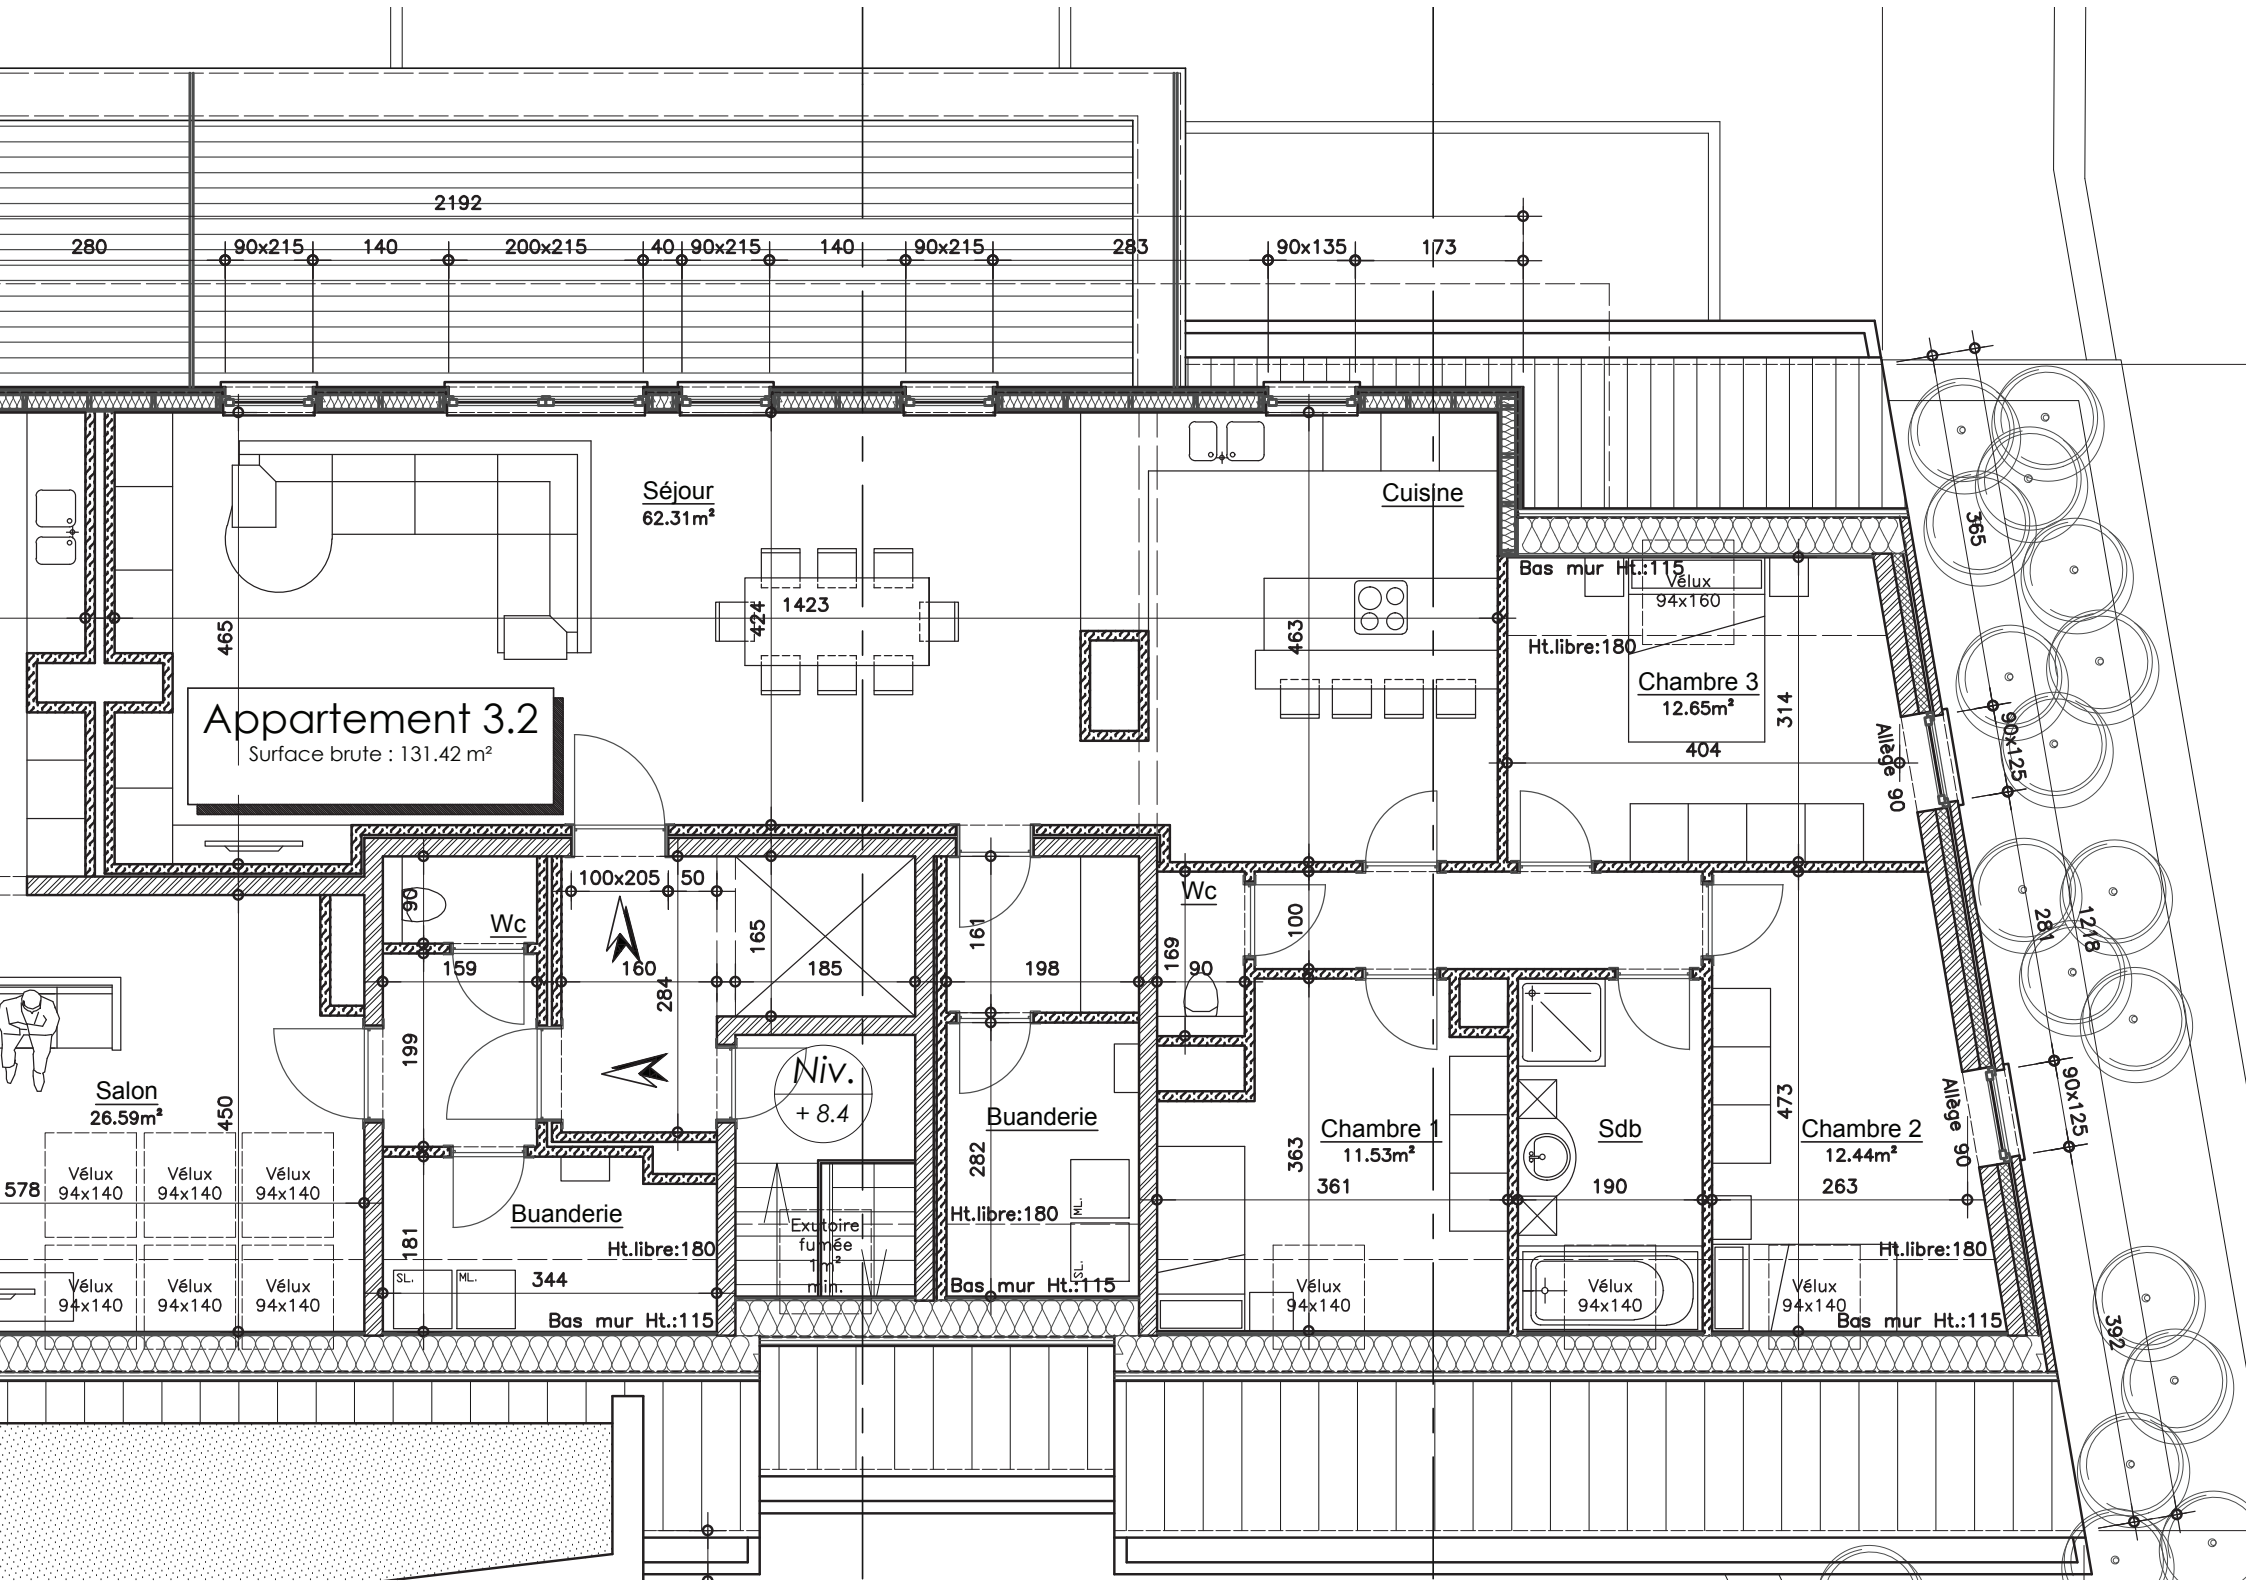 2192
280
90x215
140
200x215
40
90x215
140
90x215
283
90x135
173
Séjour
62.31m²
Cuisine
365
Bas mur Ht.:115
Vélux
94x160
1423
424
465
463
Ht.libre:180
Chambre 3
12.65m²
314
Appartement 3.2
Surface brute : 131.42 m²
404
Allège 90
90x125
100x205
50
90
Wc
165
161
Wc
100
169
281
1218
159
160
284
185
198
90
199
Niv.
+ 8.4
Salon
26.59m²
450
Buanderie
282
Chambre 1
11.53m²
363
Sdb
473
Chambre 2
12.44m²
Allège 90
90x125
Vélux
94x140
Vélux
94x140
Vélux
94x140
578
361
190
263
Buanderie
181
Ht.libre:180
Exutoire
fumée
1m²
min.
Ht.libre:180
ML.
SL.
Ht.libre:180
Vélux
94x140
Vélux
94x140
Vélux
94x140
SL.
ML.
344
Bas mur Ht.:115
Bas mur Ht.:115
Vélux
94x140
Vélux
94x140
Vélux
94x140
Bas mur Ht.:115
392